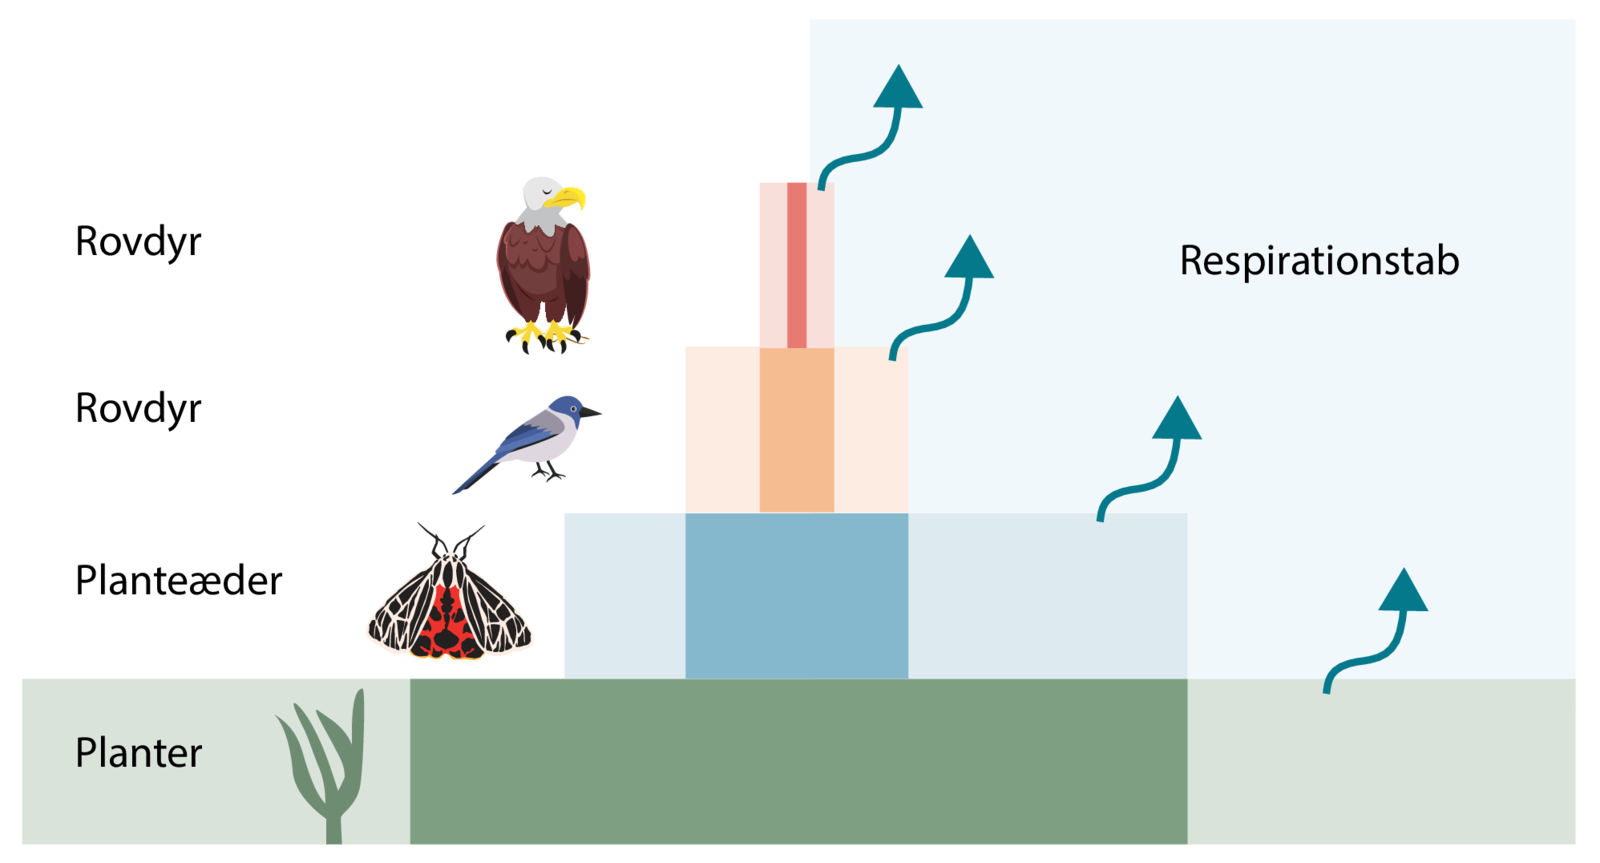 Rovdyr
Respirationstab
Rovdyr
Planteæder
Planter